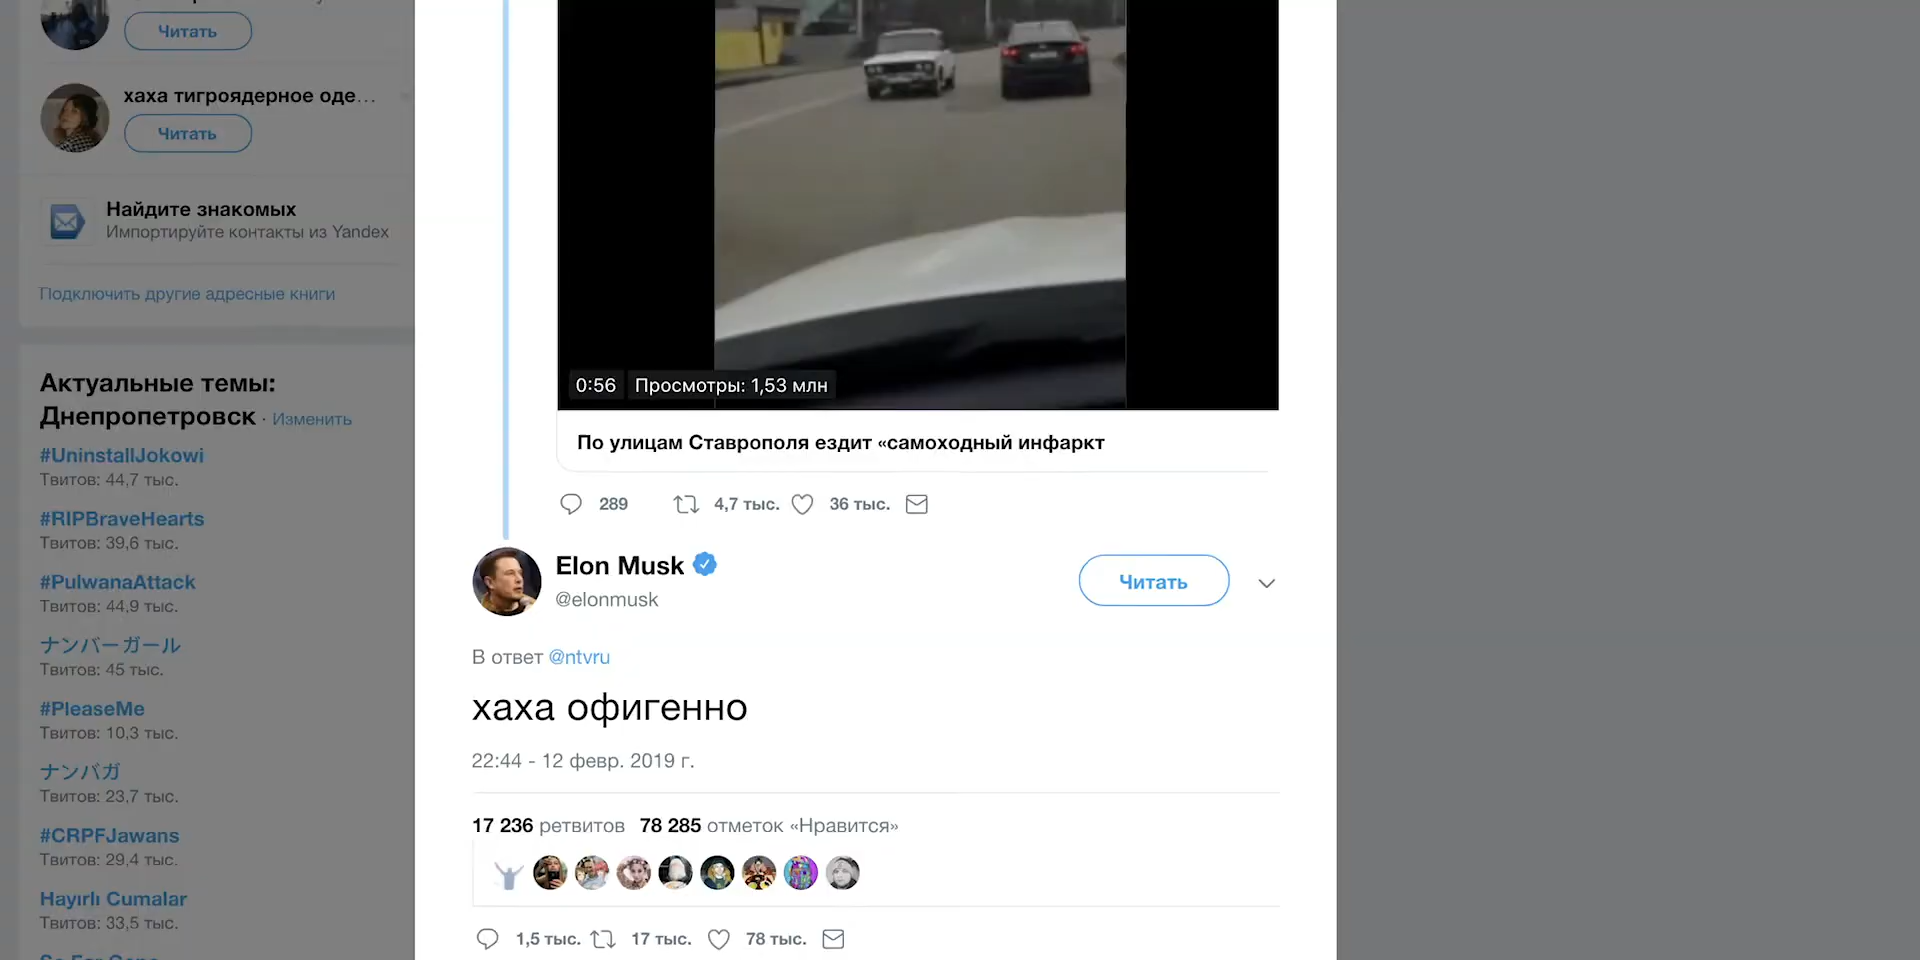 Читать
хаха тигроядерное оде...
Читать
Найдите знакомых
Импортируйте контакты из Yandex
Подключить другие адресные книги
Актуальные темы:
Днепропетровск · Изменить
#UninstallJokowi
Твитов: 44,7 тыс.
#RIPBraveHearts
Твитов: 39,6 тыс.
#PulwanaAttack
Твитов: 44,9 тыс.
ナンバーガール
Твитов: 45 тыс.
#PleaseMe
Твитов: 10,3 тыс.
ナンバガ
Твитов: 23,7 тыс.
#CRPFJawans
Твитов: 29,4 тыс.
Hayırlı Cumalar
Твитов: 33,5 тыс.
0:56 Просмотры: 1,53 млн
По улицам Ставрополя ездит «самоходный инфаркт
289 4,7 тыс. 36 тыс.
Elon Musk
@elonmusk
Читать
В ответ @ntvru
хаха офигенно
22:44 - 12 февр. 2019 г.
17 236 ретвитов 78 285 отметок «Нравится»
1,5 тыс. 17 тыс. 78 тыс.